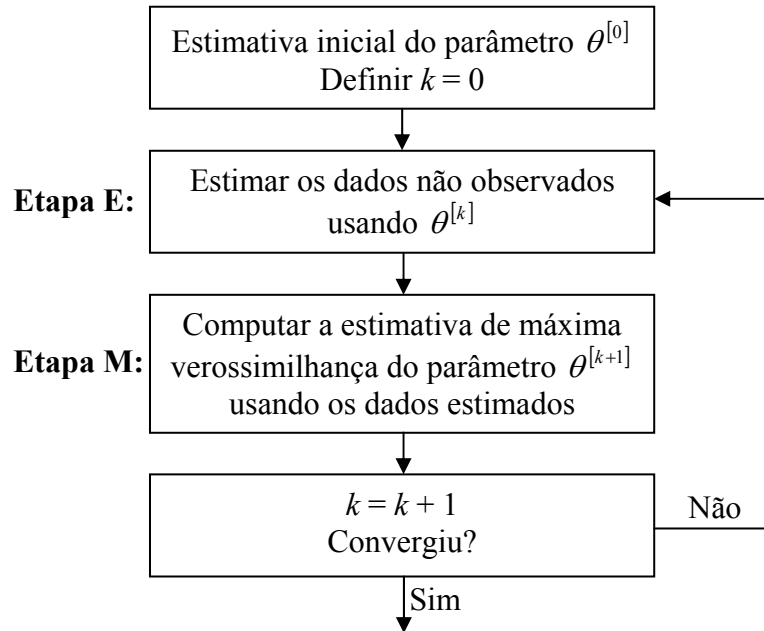 Estimativa inicial do parâmetro θ^[0]
Definir k = 0
Etapa E:
Estimar os dados não observados
usando θ^[k]
Etapa M:
Computar a estimativa de máxima
verossimilhança do parâmetro θ^[k+1]
usando os dados estimados
k = k + 1
Convergiu?
Não
Sim